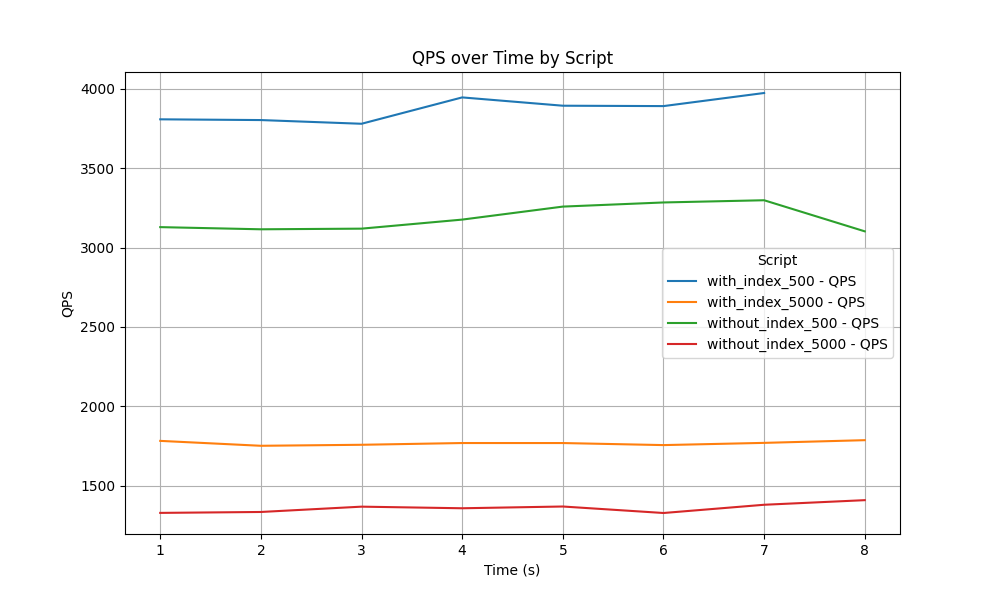 QPS over Time by Script
4000
3500
3000
2500
2000
1500
QPS
Script
with_index_500 - QPS
with_index_5000 - QPS
without_index_500 - QPS
without_index_5000 - QPS
1 2 3 4 5 6 7 8
Time (s)